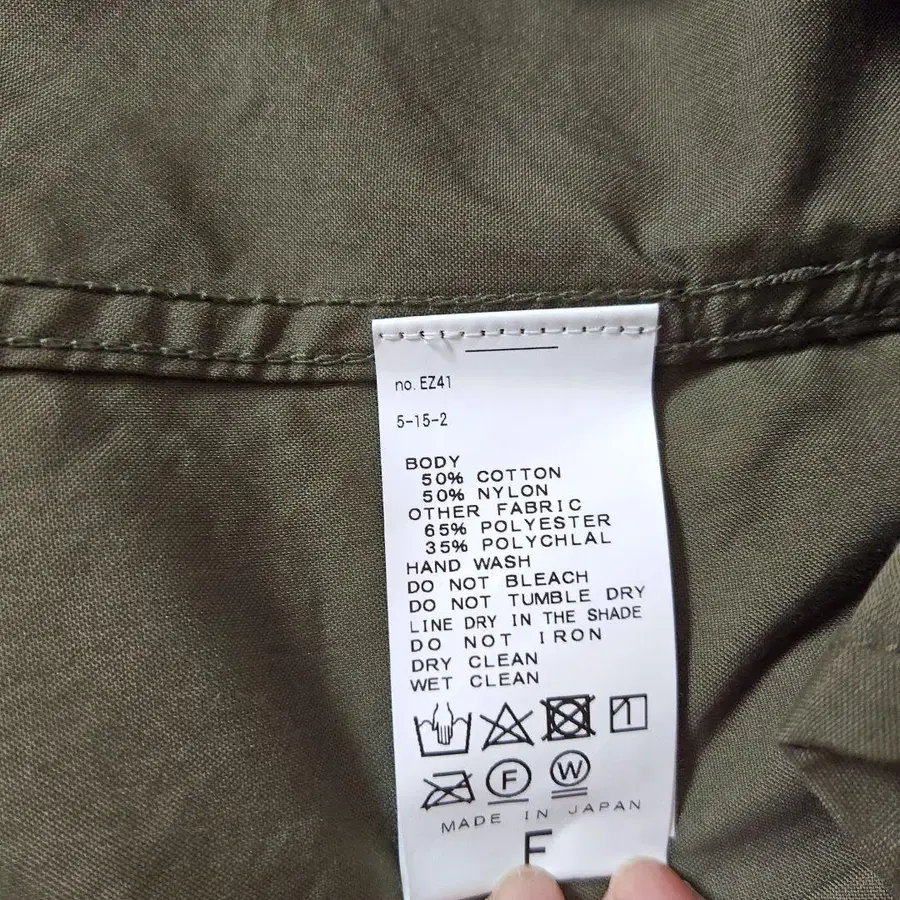 no. EZ41
5-15-2
BODY
50% COTTON
50% NYLON
OTHER FABRIC
65% POLYESTER
35% POLYCHLAL
HAND WASH
DO NOT BLEACH
DO NOT TUMBLE DRY
LINE DRY IN THE SHADE
DO NOT IRON
DRY CLEAN
WET CLEAN
F W
MADE IN JAPAN
F